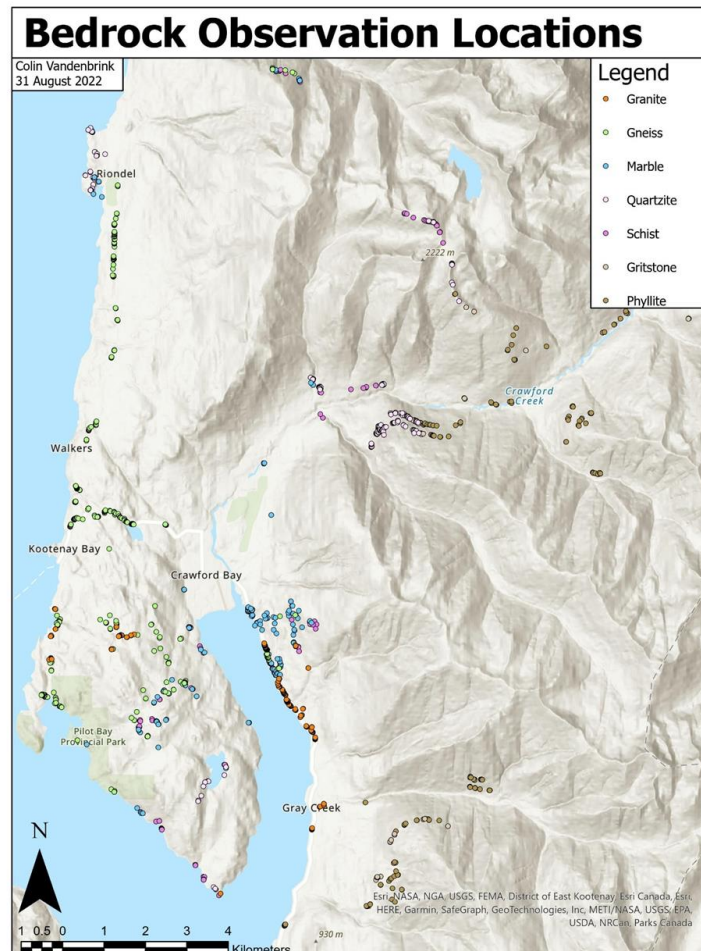 Bedrock Observation Locations
Colin Vandenbrink
31 August 2022
Legend
Granite
Gneiss
Marble
Quartzite
Schist
Gritstone
Phyllite
Riondel
2222 m
Crawford
Creek
Walkers
Kootenay Bay
Crawford Bay
Pilot Bay
Provincial Park
Gray Creek
N
Esri, NASA, NGA, USGS, FEMA, District of East Kootenay, Esri Canada, Esri,
HERE, Garmin, SafeGraph, GeoTechnologies, Inc, METI/NASA, USGS, EPA,
USDA, NRCan, Parks Canada
1 0.5 0 1 2 3 4
Kilometers
930 m